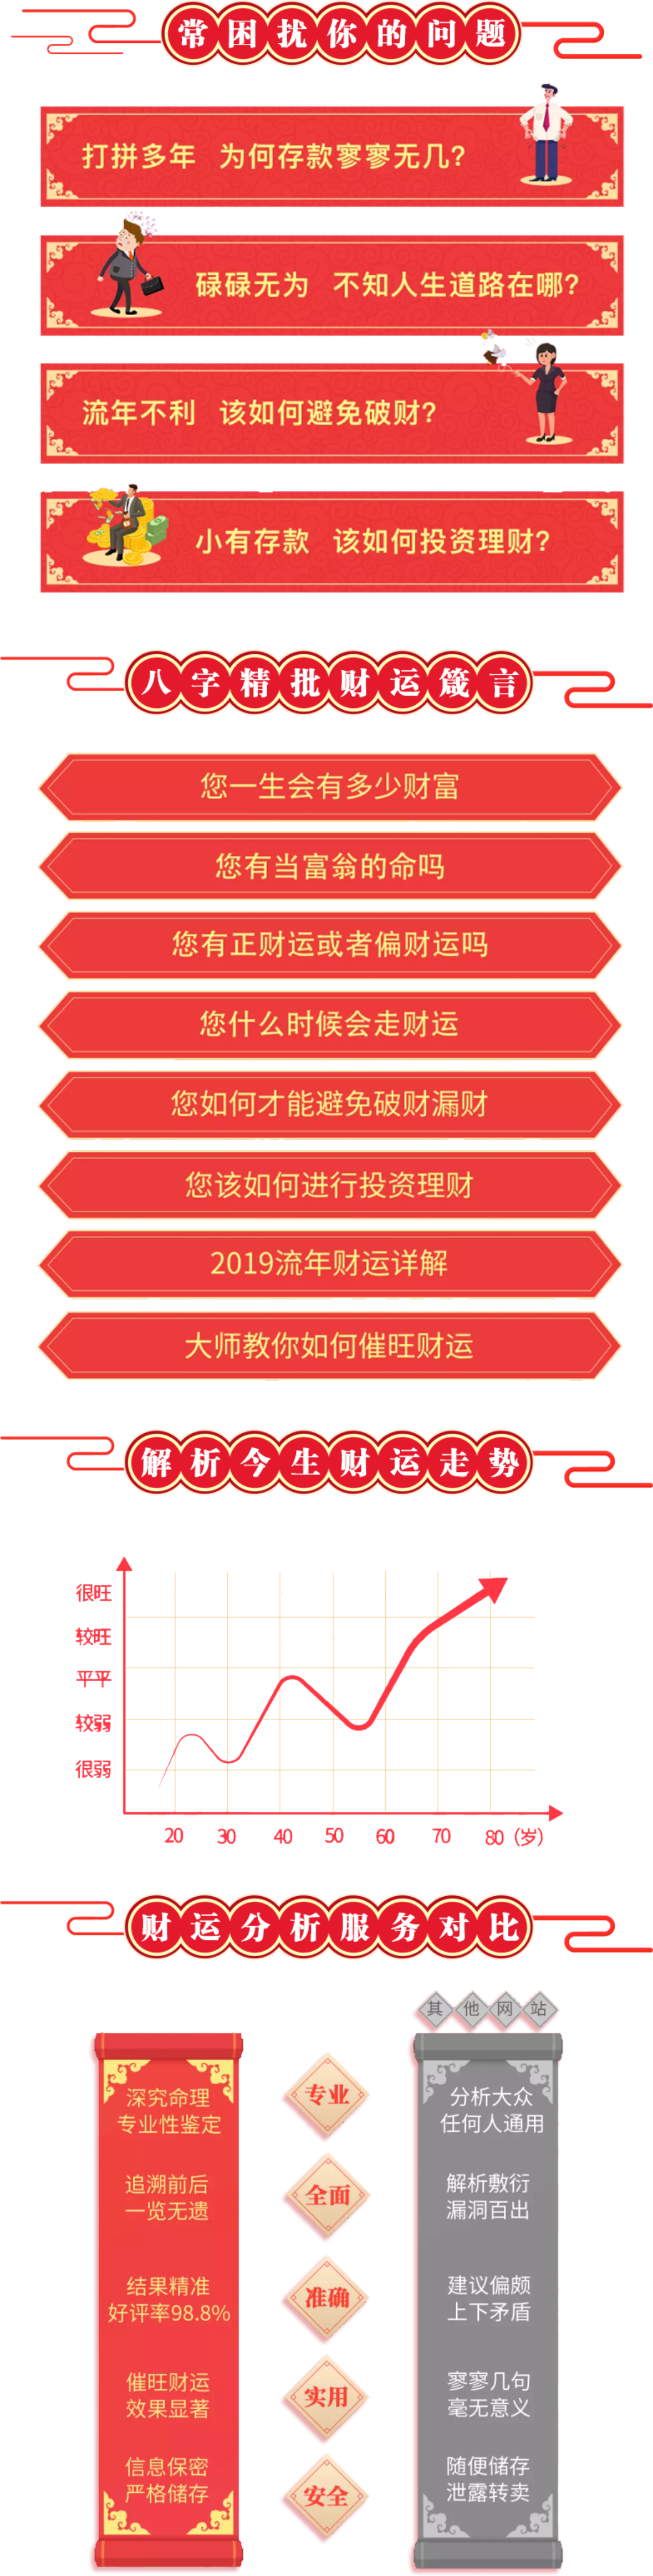 常困扰你的问题
打拼多年 为何存款寥寥无几?
碌碌无为 不知人生道路在哪?
流年不利 该如何避免破财?
小有存款 该如何投资理财?
八字精批财运箴言
您一生会有多少财富
您有当富翁的命吗
您有正财运或者偏财运吗
您什么时候会走财运
您如何才能避免破财漏财
您该如何进行投资理财
2019流年财运详解
大师教你如何催旺财运
解析今生财运走势
很旺
较旺
平平
较弱
很弱
20 30 40 50 60 70 80 (岁)
财运分析服务对比
其他网站
深究命理
专业性鉴定
专业
分析大众
任何人通用
追溯前后
一览无遗
全面
解析敷衍
漏洞百出
结果精准
好评率98.8%
准确
建议偏颇
上下矛盾
催旺财运
效果显著
实用
寥寥几句
毫无意义
信息保密
严格储存
安全
随便储存
泄露转卖